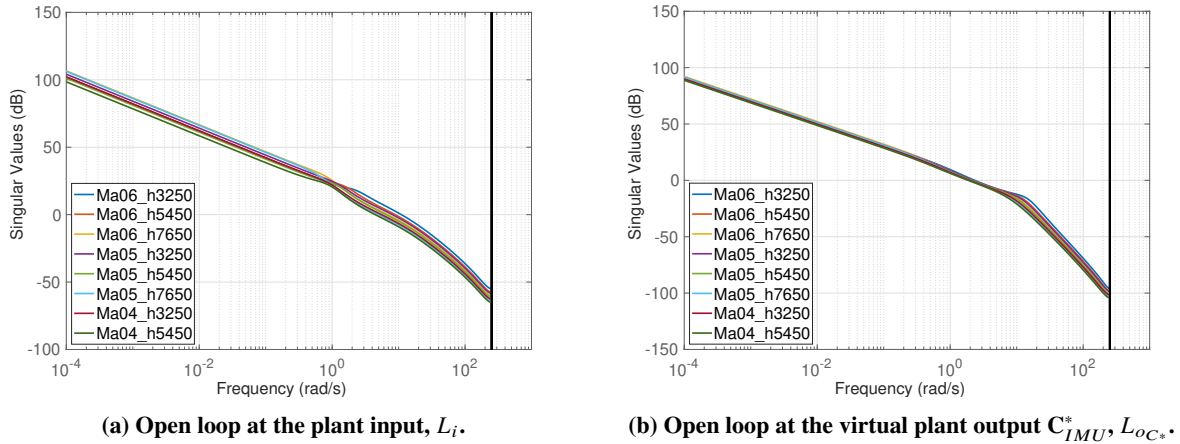 150
100
50
0
-50
-100
10^-4
10^-2
10^0
10^2
Singular Values (dB)
Frequency (rad/s)
Ma06_h3250
Ma06_h5450
Ma06_h7650
Ma05_h3250
Ma05_h5450
Ma05_h7650
Ma04_h3250
Ma04_h5450
(a) Open loop at the plant input, L_i.
150
100
50
0
-50
-100
-150
10^-4
10^-2
10^0
10^2
Singular Values (dB)
Frequency (rad/s)
Ma06_h3250
Ma06_h5450
Ma06_h7650
Ma05_h3250
Ma05_h5450
Ma05_h7650
Ma04_h3250
Ma04_h5450
(b) Open loop at the virtual plant output C*_IMU, L_oC*.